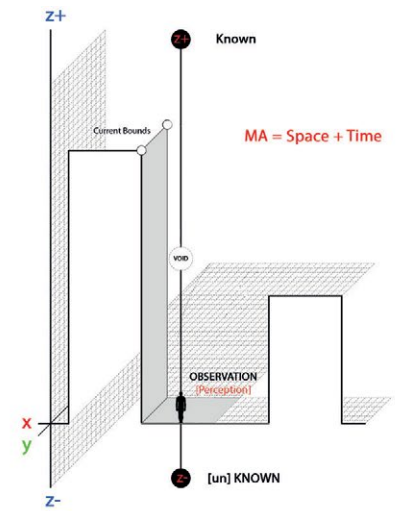 z+
z+
Known
Current Bounds
MA = Space + Time
VOID
OBSERVATION
[Perception]
x
y
z-
[un] KNOWN
z-